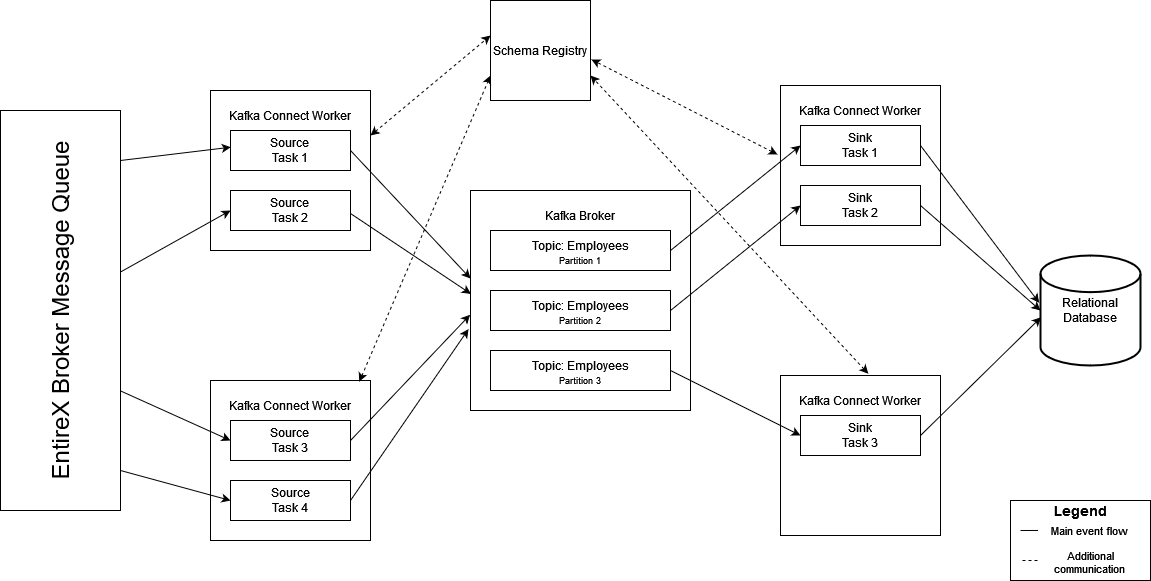 Schema Registry
EntireX Broker Message Queue
Kafka Connect Worker
Source
Task 1
Source
Task 2
Kafka Connect Worker
Source
Task 3
Source
Task 4
Kafka Broker
Topic: Employees
Partition 1
Topic: Employees
Partition 2
Topic: Employees
Partition 3
Kafka Connect Worker
Sink
Task 1
Sink
Task 2
Kafka Connect Worker
Sink
Task 3
Relational
Database
Legend
Main event flow
Additional
communication